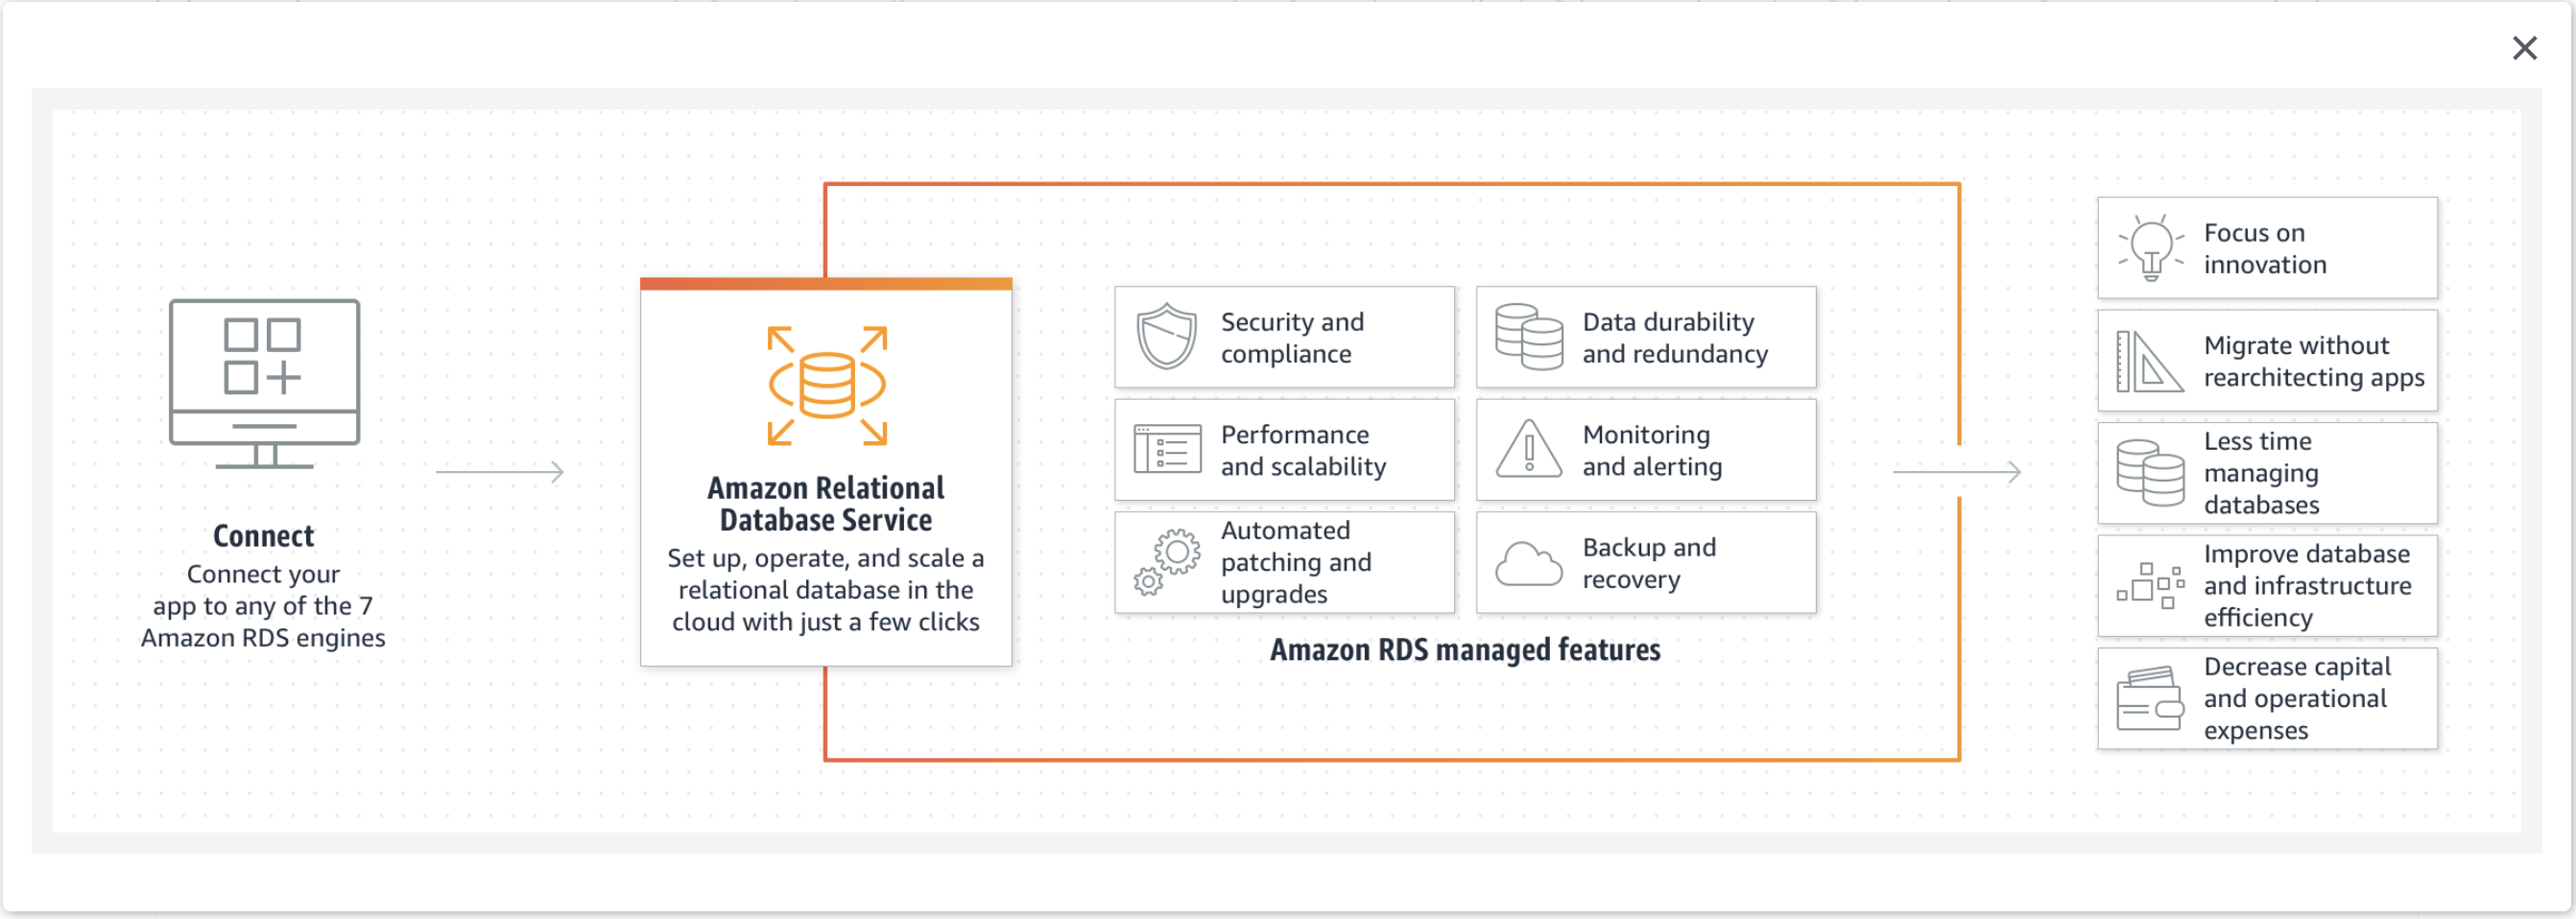 Connect
Connect your
app to any of the 7
Amazon RDS engines
Amazon Relational
Database Service
Set up, operate, and scale a
relational database in the
cloud with just a few clicks
Security and
compliance
Data durability
and redundancy
Performance
and scalability
Monitoring
and alerting
Automated
patching and
upgrades
Backup and
recovery
Amazon RDS managed features
Focus on
innovation
Migrate without
rearchitecting apps
Less time
managing
databases
Improve database
and infrastructure
efficiency
Decrease capital
and operational
expenses